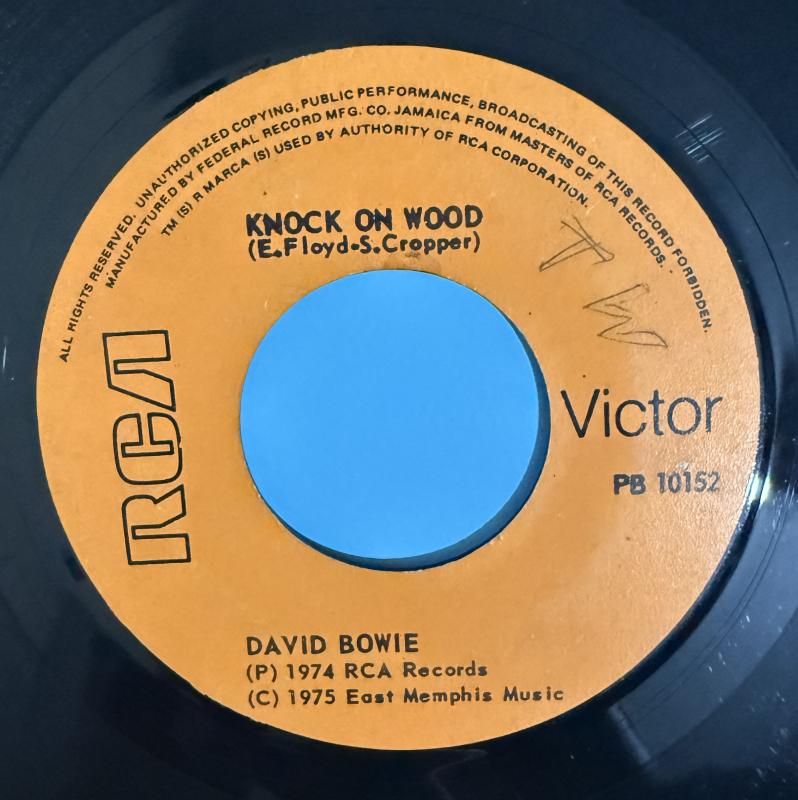 ALL RIGHTS RESERVED. UNAUTHORIZED COPYING, PUBLIC PERFORMANCE, BROADCASTING OF THIS RECORD FORBIDDEN.
MANUFACTURED BY FEDERAL RECORD MFG. CO. JAMAICA FROM MASTERS OF RCA RECORDS.
TM (S) R MARCA (S) USED BY AUTHORITY OF RCA CORPORATION.
KNOCK ON WOOD
(E.Floyd-S.Cropper)
TW
RCA
Victor
PB 10152
DAVID BOWIE
(P) 1974 RCA Records
(C) 1975 East Memphis Music